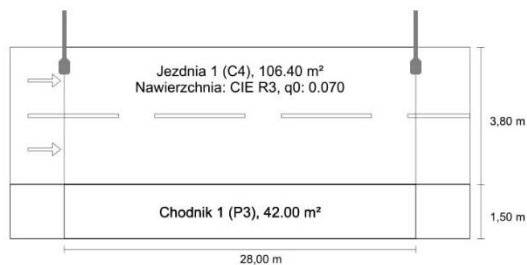 Jezdnia 1 (C4), 106.40 m²
Nawierzchnia: CIE R3, q0: 0.070
3,80 m
Chodnik 1 (P3), 42.00 m²
1,50 m
28,00 m